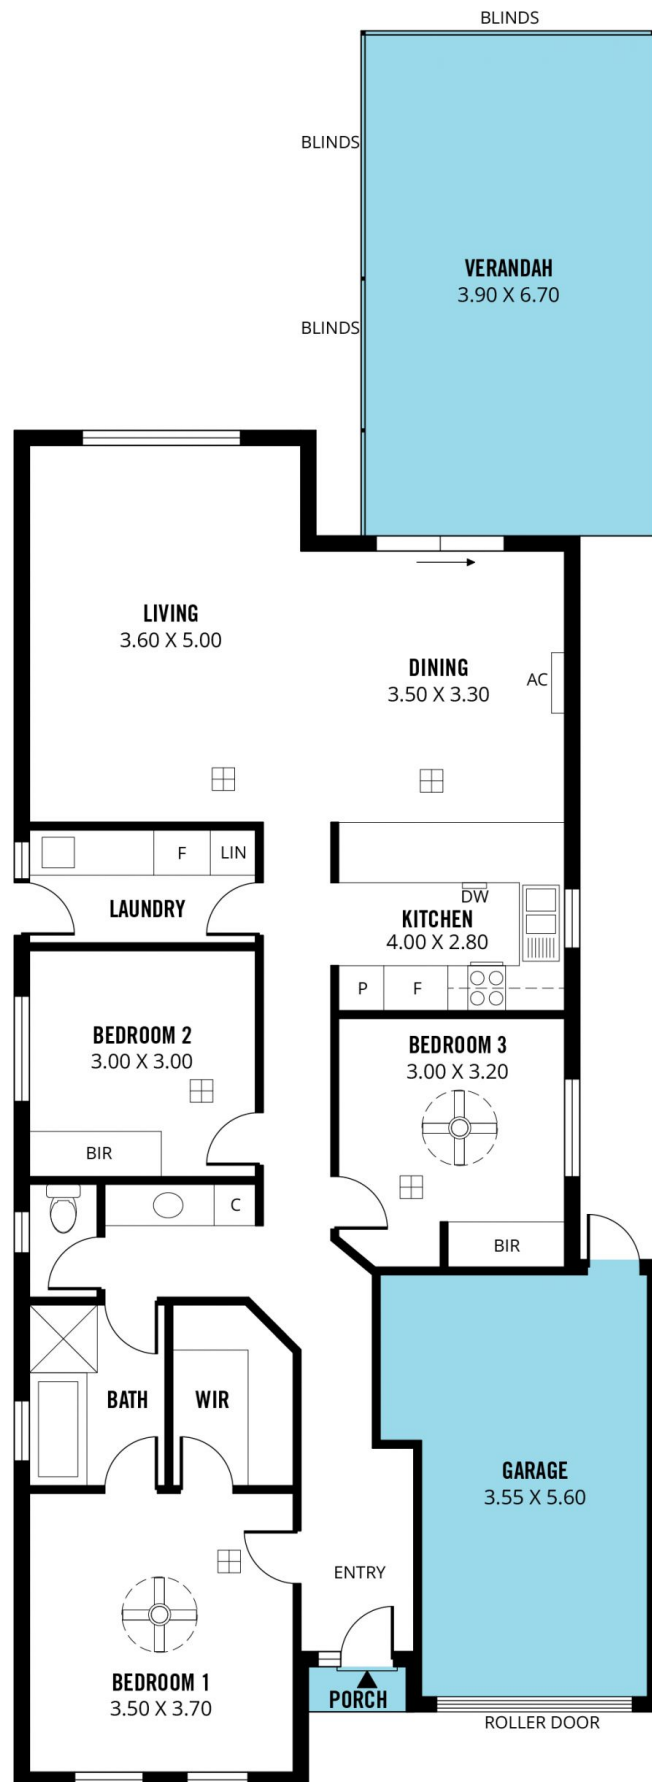 BLINDS
BLINDS
VERANDAH
3.90 X 6.70
BLINDS
LIVING
3.60 X 5.00
DINING
3.50 X 3.30
AC
F
LIN
LAUNDRY
DW
KITCHEN
4.00 X 2.80
P
F
BEDROOM 2
3.00 X 3.00
BIR
BEDROOM 3
3.00 X 3.20
BIR
C
BATH
WIR
GARAGE
3.55 X 5.60
ENTRY
BEDROOM 1
3.50 X 3.70
PORCH
ROLLER DOOR